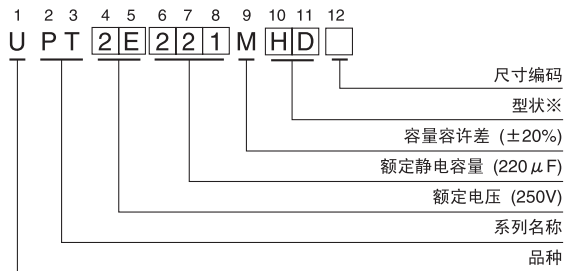 1 2 3 4 5 6 7 8 9 10 11 12
U P T 2 E 2 2 1 M H D
尺寸编码
型状※
容量容许差 (±20%)
额定静电容量 (220μF)
额定电压 (250V)
系列名称
品种